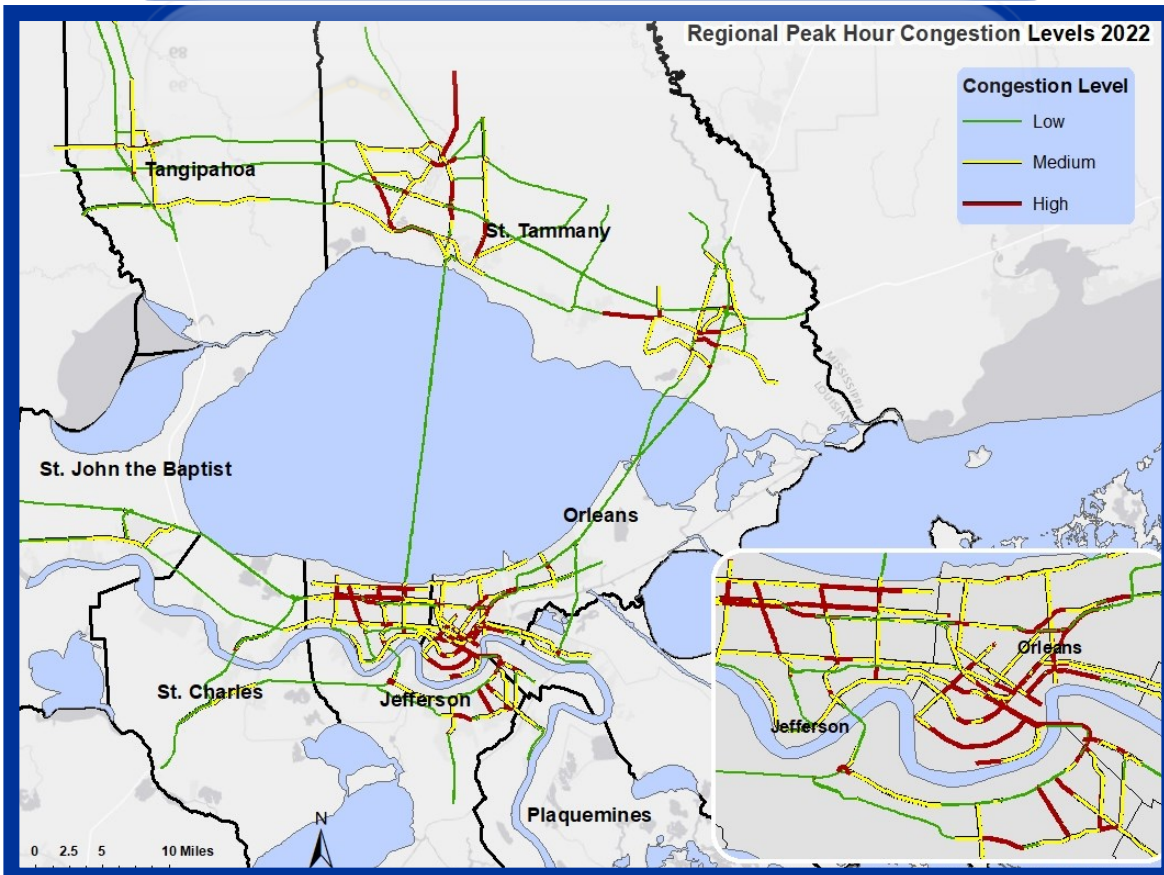 Regional Peak Hour Congestion Levels 2022
Congestion Level
Low
Medium
High
Tangipahoa
St. Tammany
MISSISSIPPI
St. John the Baptist
Orleans
St. Charles
Jefferson
Plaquemines
Orleans
Jefferson
N
0 2.5 5 10 Miles